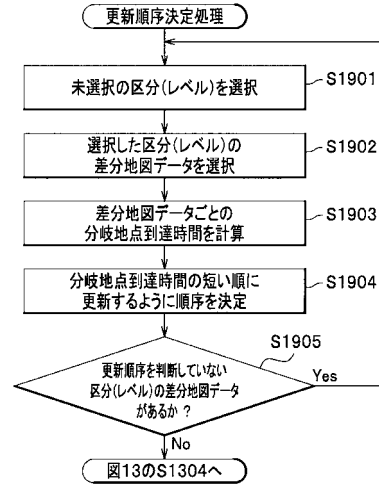 更新順序決定処理
未選択の区分(レベル)を選択
S1901
選択した区分(レベル)の
差分地図データを選択
S1902
差分地図データごとの
分岐地点到達時間を計算
S1903
分岐地点到達時間の短い順に
更新するように順序を決定
S1904
S1905
更新順序を判断していない
区分(レベル)の差分地図データ
があるか ?
Yes
No
図13のS1304へ